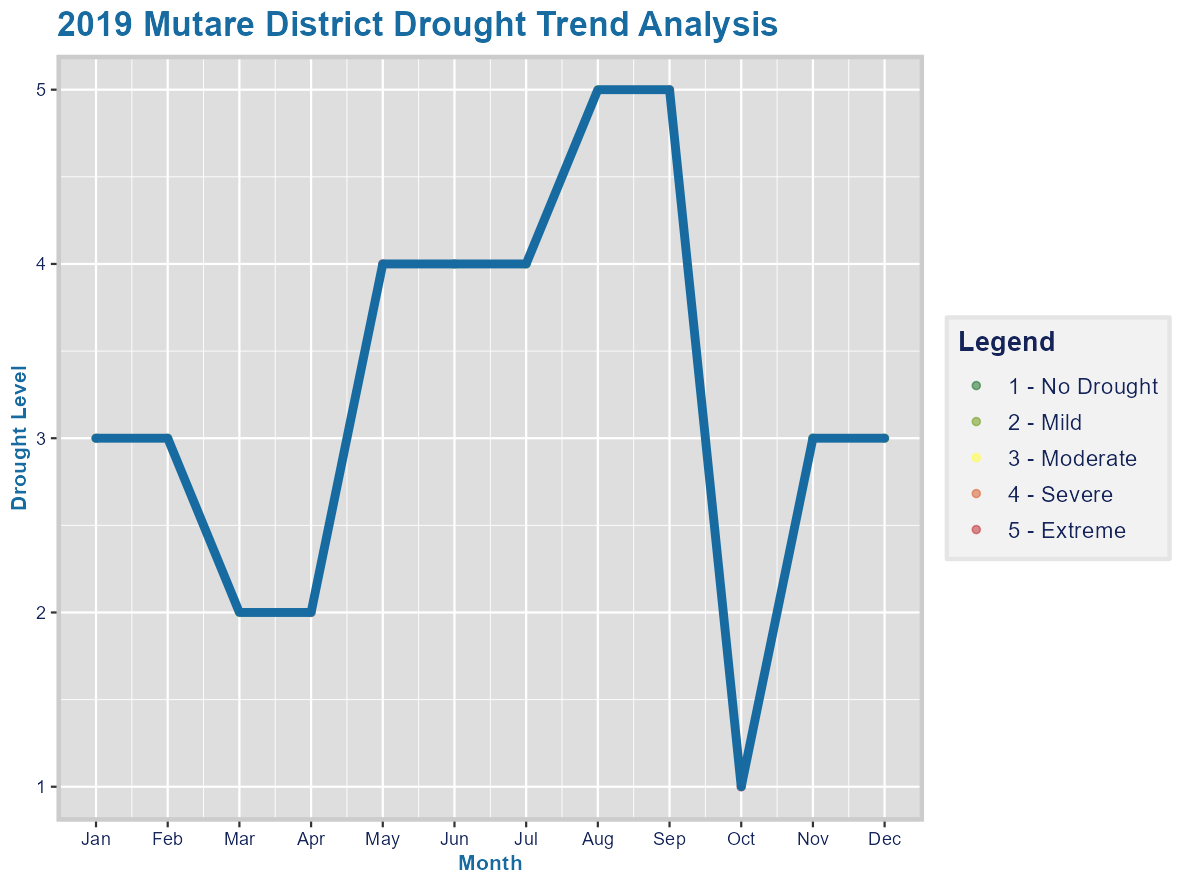 2019 Mutare District Drought Trend Analysis
Drought Level
5
4
3
2
1
Jan Feb Mar Apr May Jun Jul Aug Sep Oct Nov Dec
Month
Legend
1 - No Drought
2 - Mild
3 - Moderate
4 - Severe
5 - Extreme